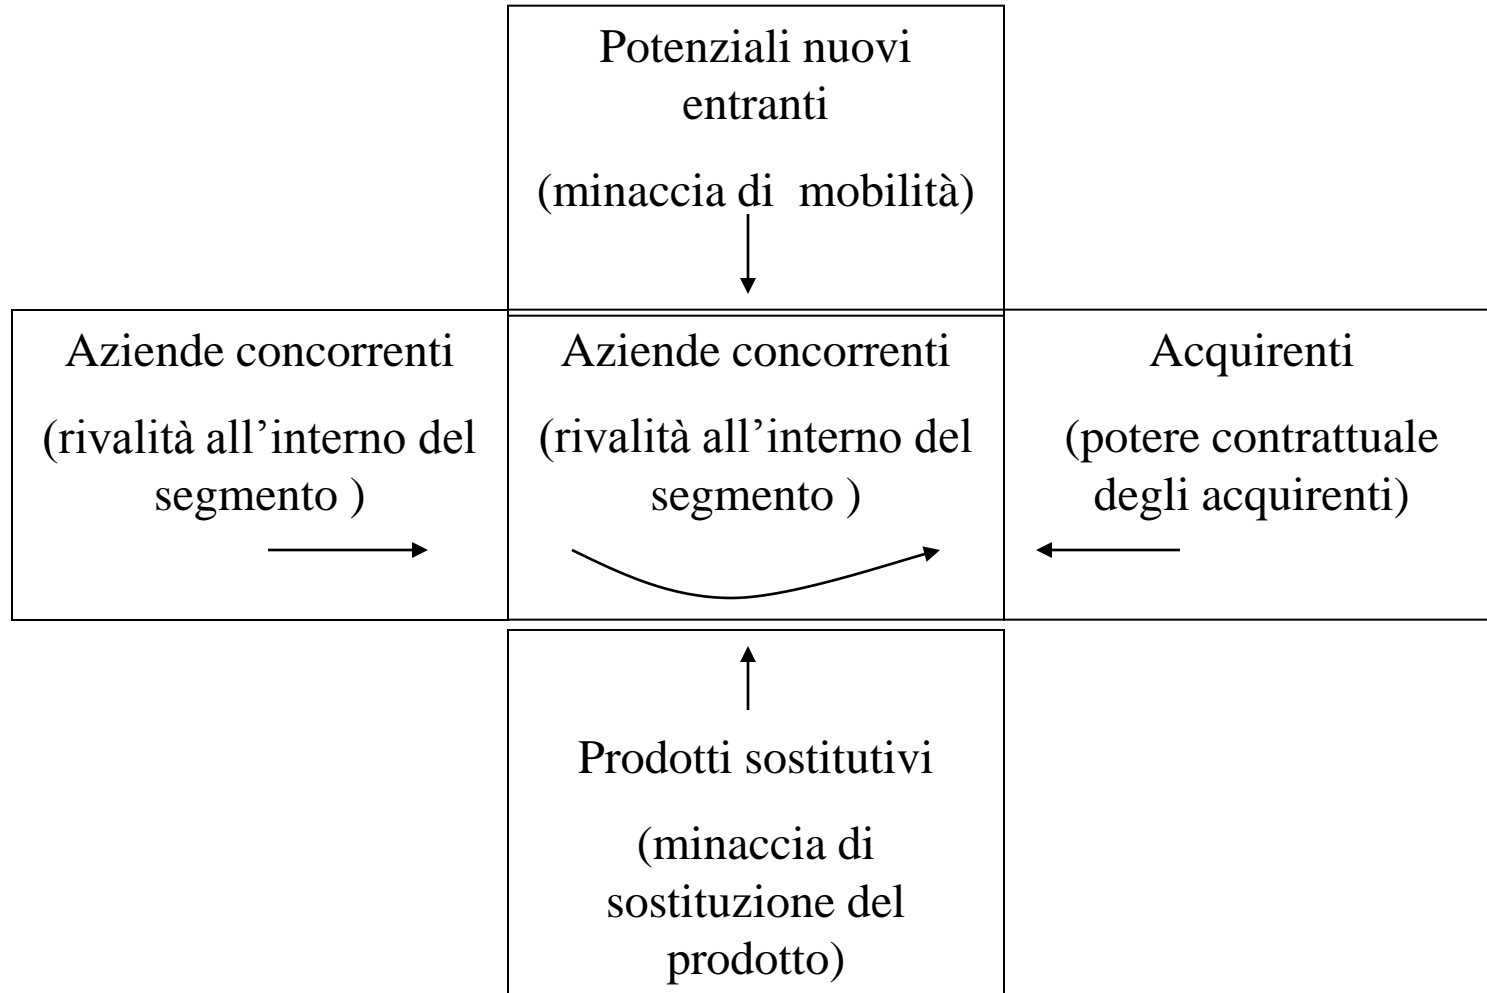 Potenziali nuovi
entranti
(minaccia di  mobilità)
Aziende concorrenti
(rivalità all’interno del
segmento )
Aziende concorrenti
(rivalità all’interno del
segmento )
Acquirenti
(potere contrattuale
degli acquirenti)
Prodotti sostitutivi
(minaccia di
sostituzione del
prodotto)